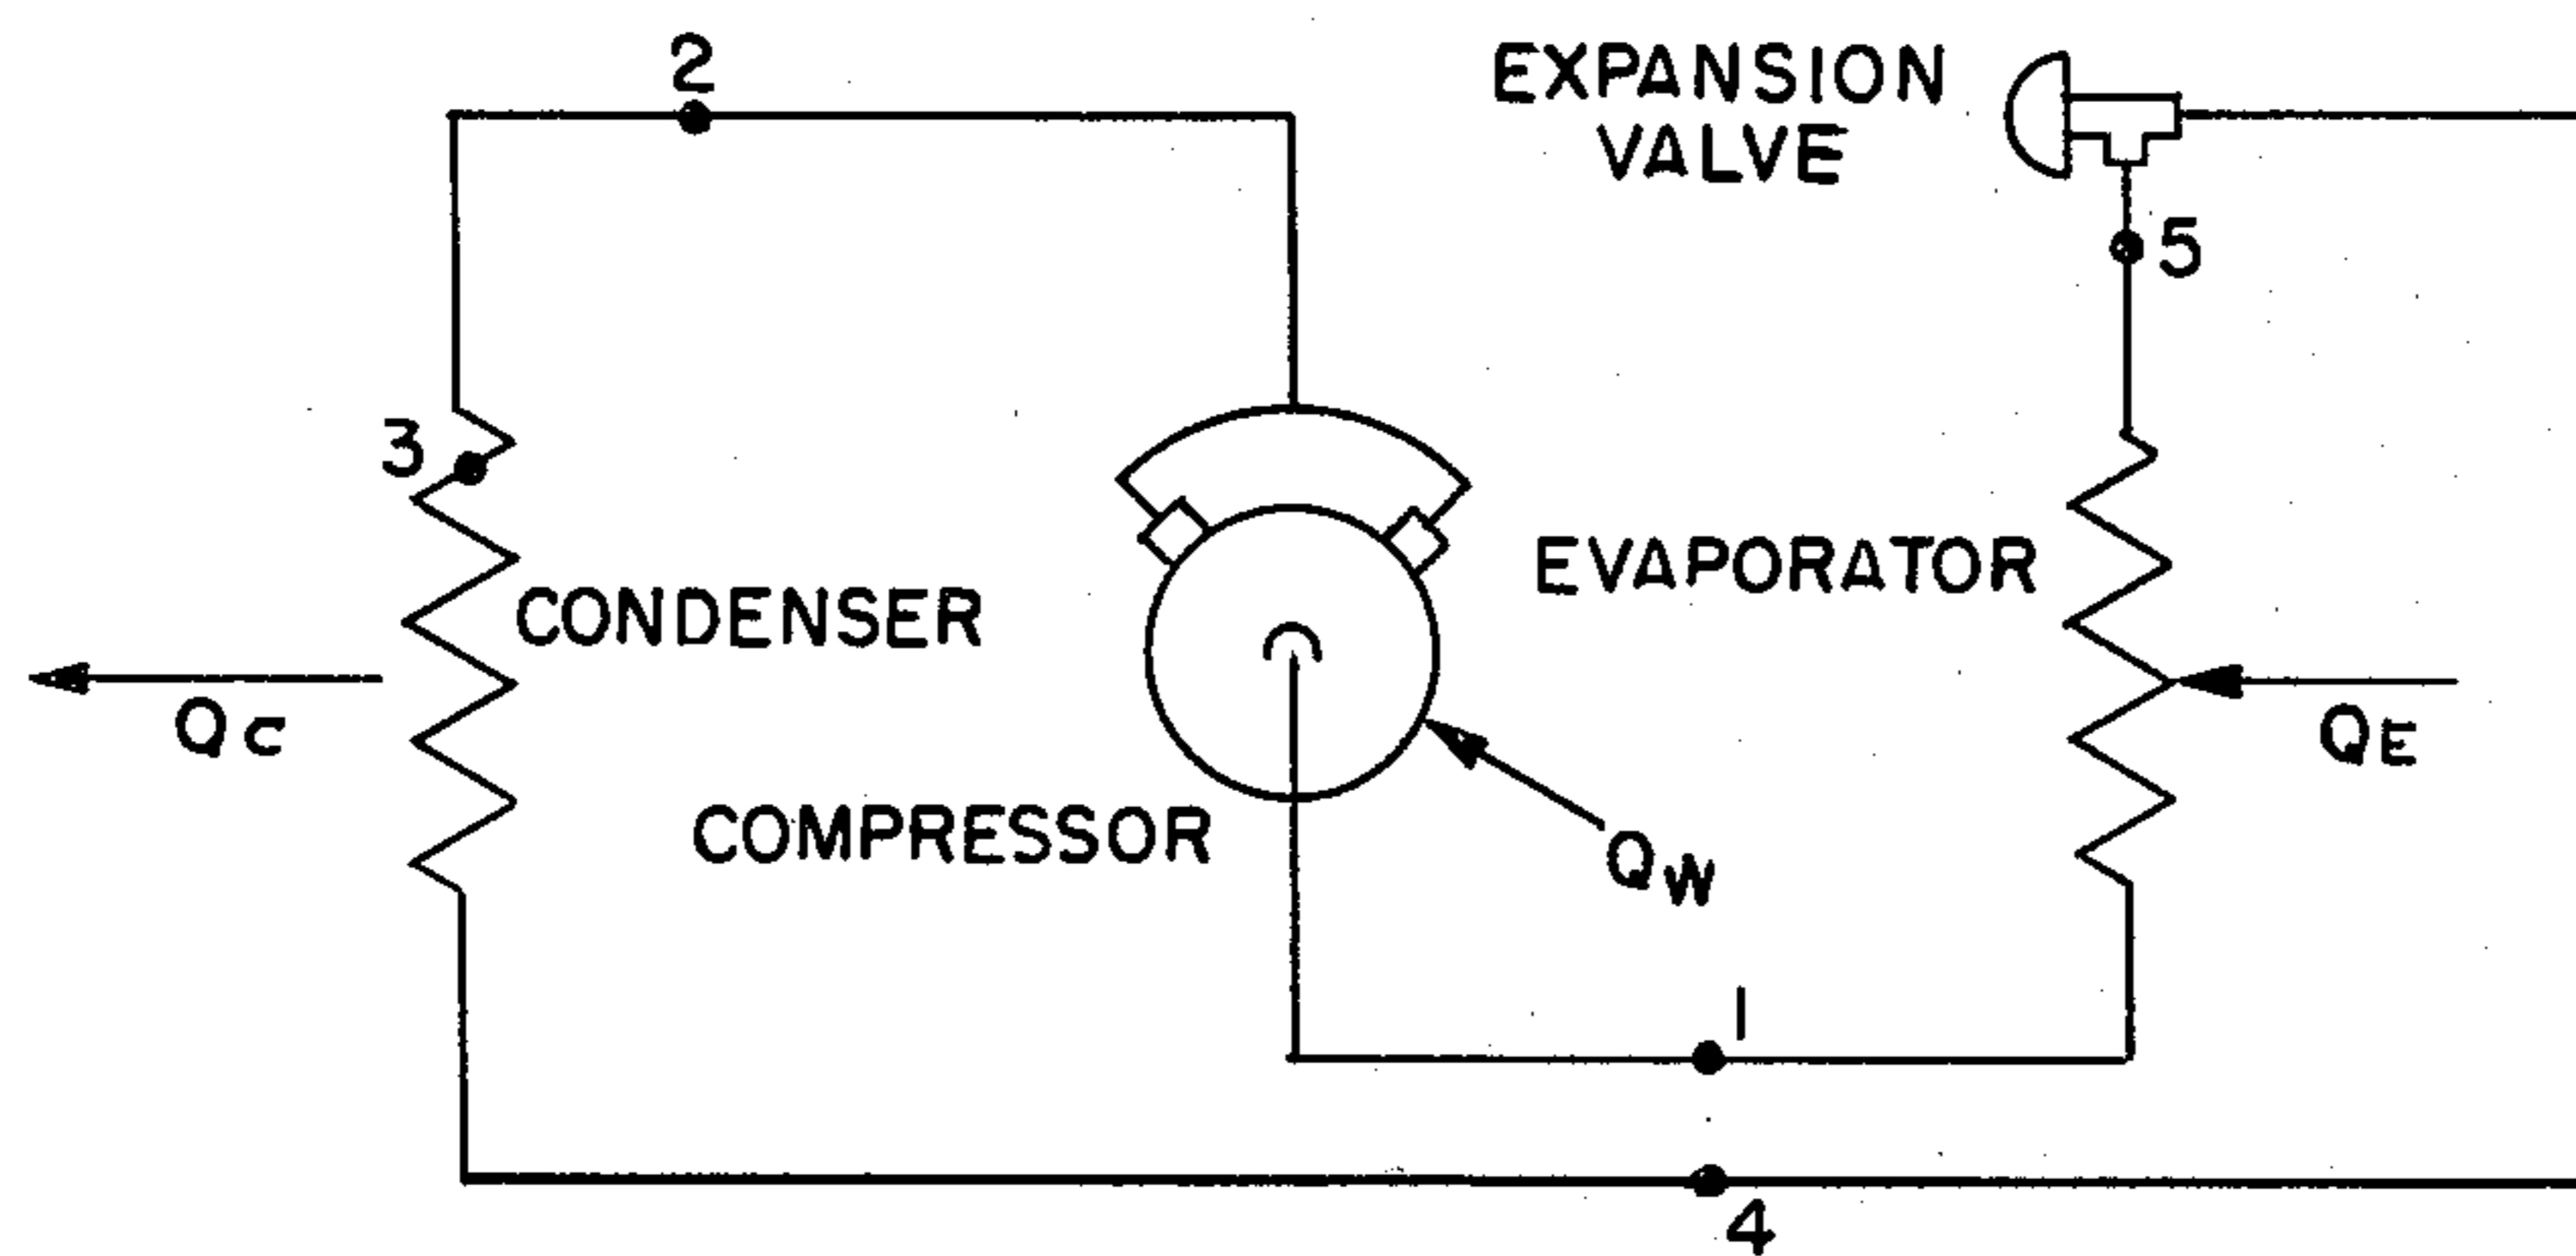 2
EXPANSION
VALVE
5
3
EVAPORATOR
CONDENSER
QC
QE
COMPRESSOR
QW
1
4